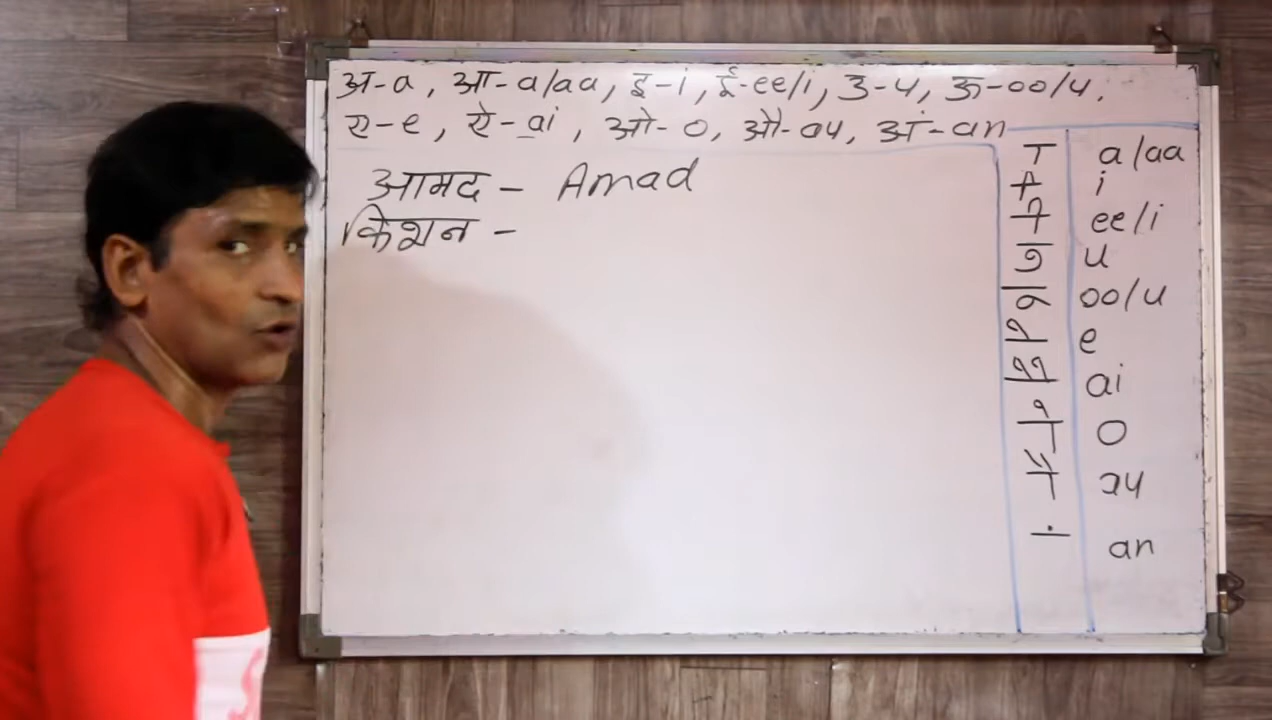 अ-a, आ-a/aa, इ-i, ई-ee/i, उ-u, ऊ-oo/u.
ए-e, ऐ-ai, ओ-o, औ-au, अं-an
आमद - Amad
किशन -
ा a/aa
ि i
ी ee/i
ु u
ू oo/u
े e
ै ai
ो o
ौ au
ं an